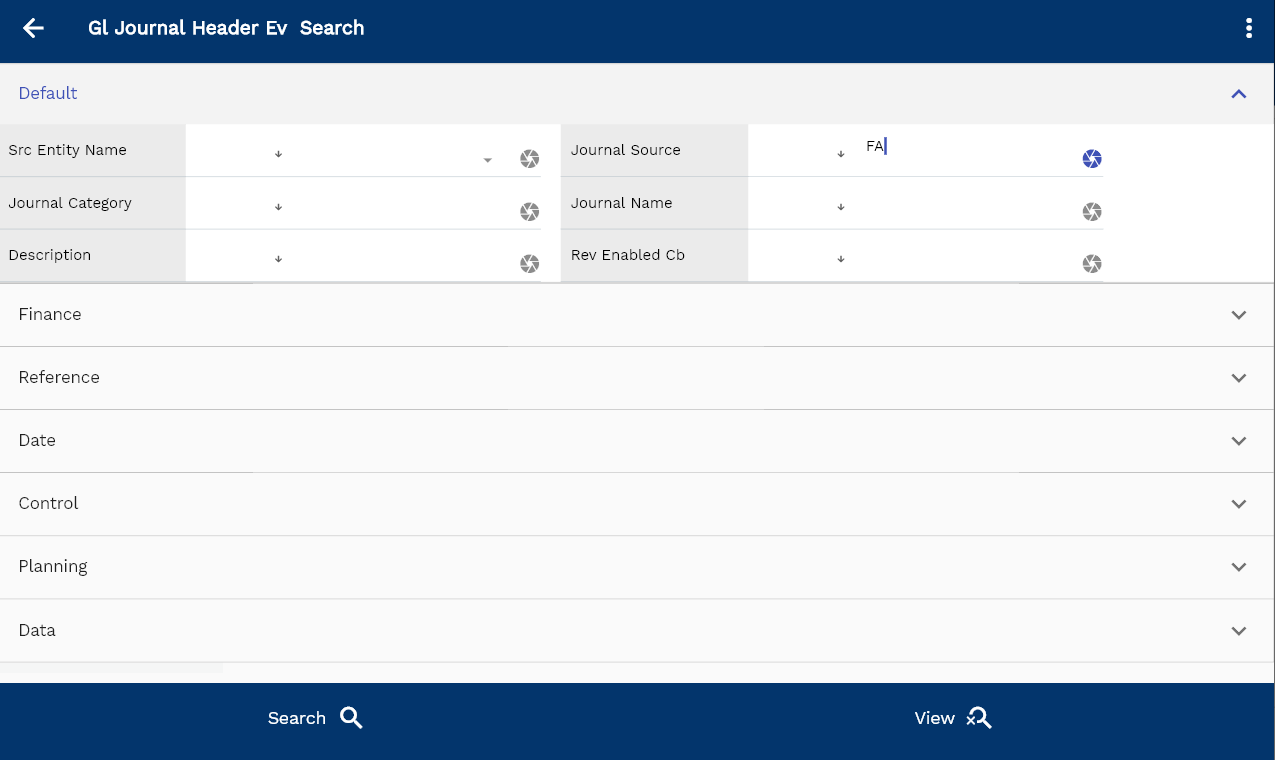 Gl Journal Header Ev  Search
Default
Src Entity Name
Journal Source FA
Journal Category
Journal Name
Description
Rev Enabled Cb
Finance
Reference
Date
Control
Planning
Data
Search
View